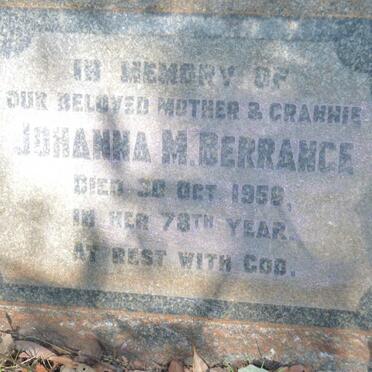 IN MEMORY OF
OUR BELOVED MOTHER & GRANNIE
JOHANNA M. BERRANGE
DIED 30 OCT 1958,
IN HER 78TH YEAR.
AT REST WITH GOD.